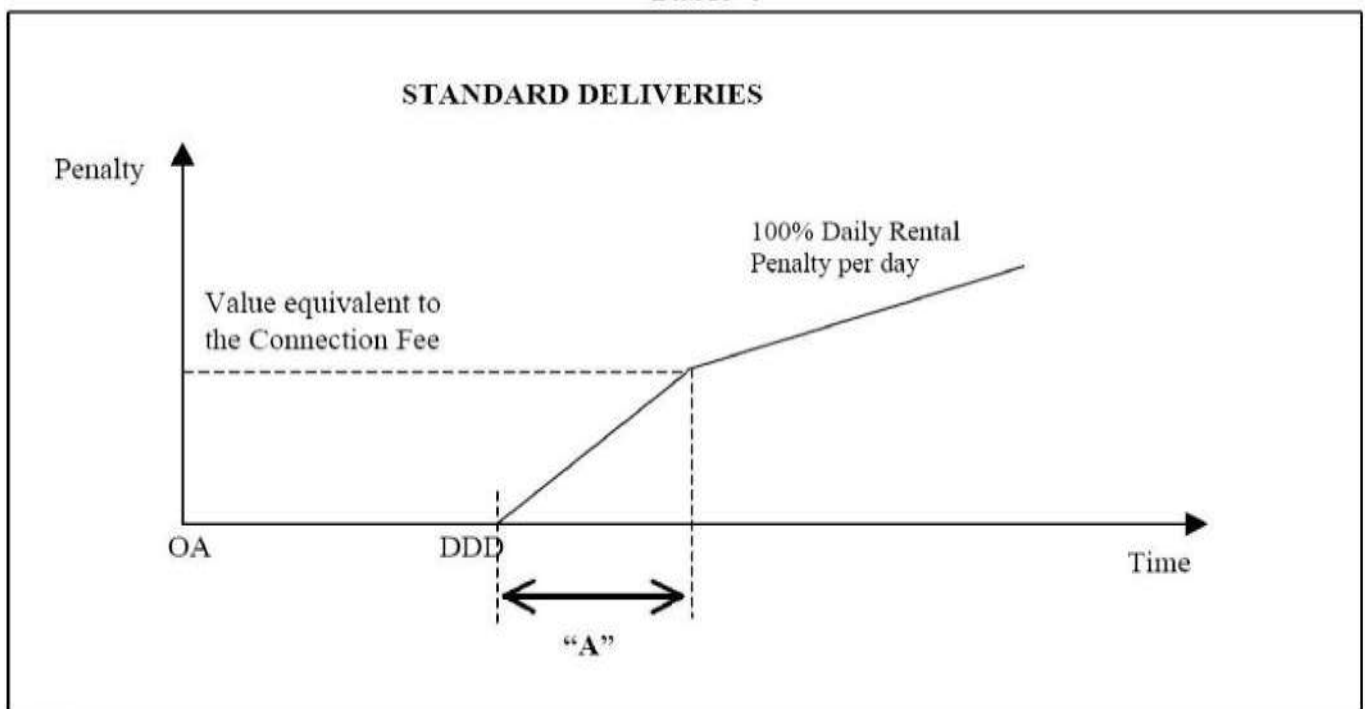 STANDARD DELIVERIES
Penalty
100% Daily Rental
Penalty per day
Value equivalent to
the Connection Fee
OA
DDD
Time
“A”